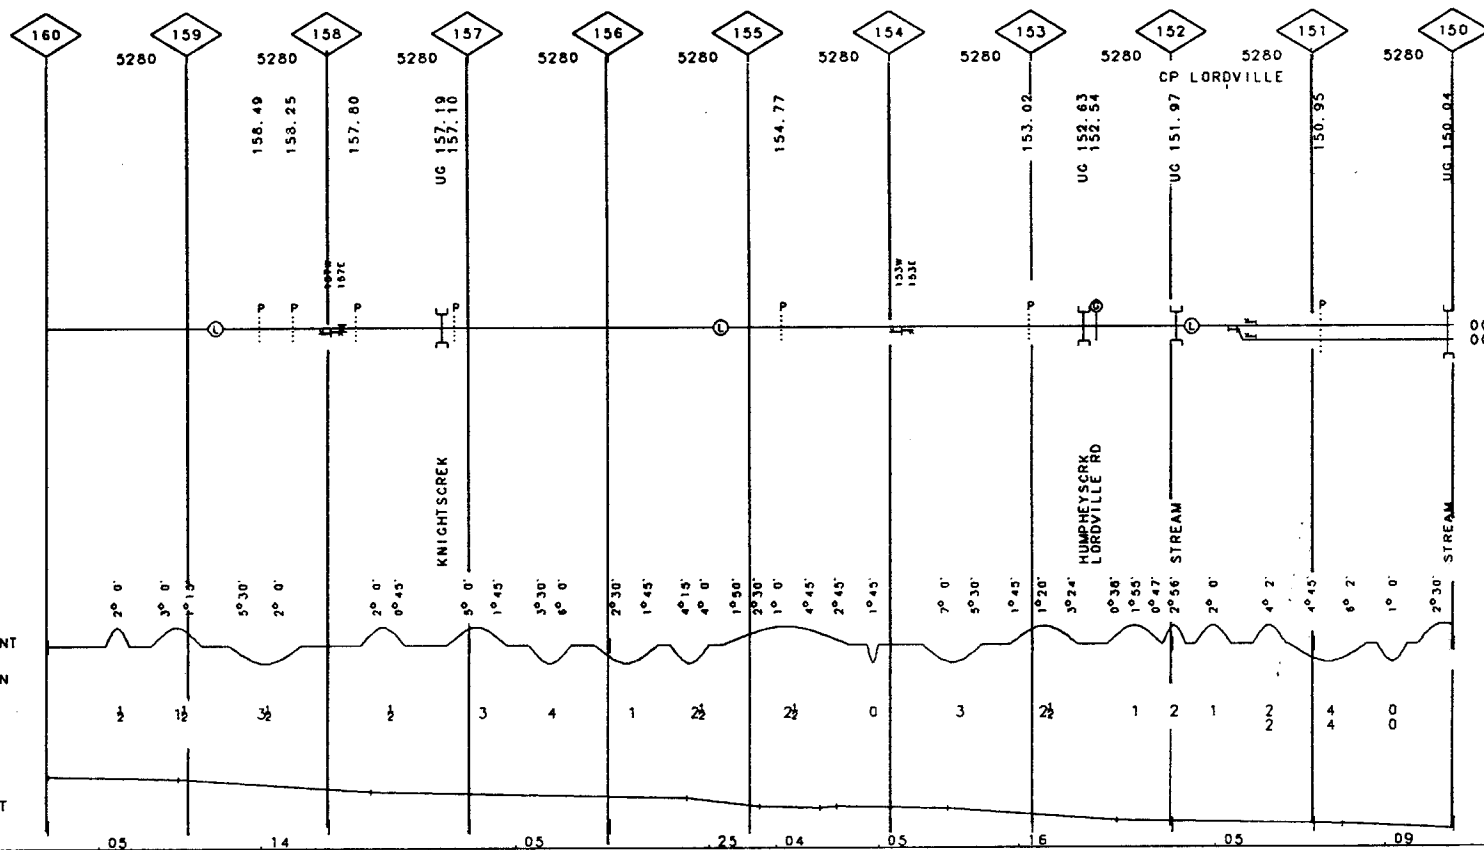 160 159 158 157 156 155 154 153 152 151 150
5280 5280 5280 5280 5280 5280 5280 5280 5280 5280
CP LORDVILLE
158.49
158.25
157.80
UG 157.19
157.10
154.77
153.02
UG 152.63
152.54
UG 151.97
150.95
UG 150.04
157E
153W
153E
P P P P P P P
L L G L
KNIGHTSCREK
HUMPHEYSCRK
LORDVILLE RD
STREAM
STREAM
2° 0'
3° 0'
1° 15'
5° 30'
2° 0'
2° 0'
0° 45'
5° 0'
1° 45'
3° 30'
6° 0'
2° 30'
1° 45'
4° 15'
4° 0'
1° 50'
2° 30'
1° 0'
4° 45'
2° 45'
1° 45'
7° 0'
5° 30'
1° 45'
1° 20'
3° 24'
0° 38'
1° 55'
0° 47'
2° 56'
2° 0'
4° 2'
4° 45'
6° 2'
1° 0'
2° 30'
NT
N
½ 1½ 3½ ½ 3 4 1 2½ 2½ 0 3 2½ 1 2 1 2 4 0
2 4 0
T
.05 .14 .05 .25 .04 .05 .16 .05 .09